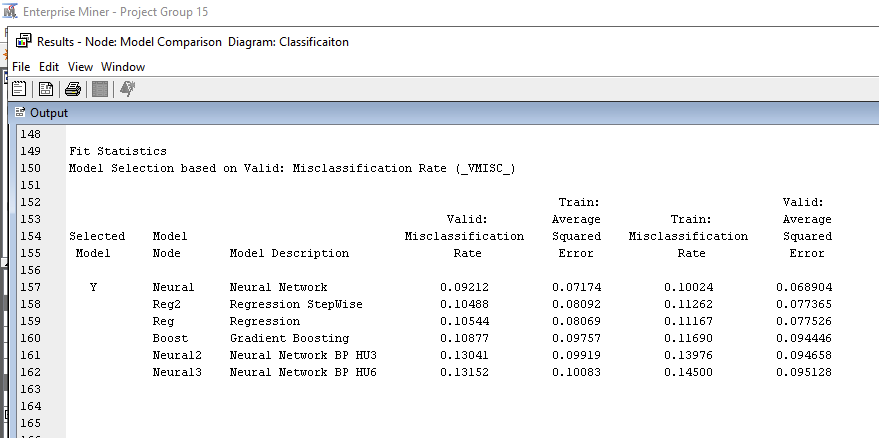 Enterprise Miner - Project Group 15
Results - Node: Model Comparison Diagram: Classificaiton
File Edit View Window
Output
148
149 Fit Statistics
150 Model Selection based on Valid: Misclassification Rate (_VMISC_)
151
152 Train: Valid:
153 Valid: Average Train: Average
154 Selected Model Misclassification Squared Misclassification Squared
155 Model Node Model Description Rate Error Rate Error
156
157 Y Neural Neural Network 0.09212 0.07174 0.10024 0.068904
158 Reg2 Regression StepWise 0.10488 0.08092 0.11262 0.077365
159 Reg Regression 0.10544 0.08069 0.11167 0.077526
160 Boost Gradient Boosting 0.10877 0.09757 0.11690 0.094446
161 Neural2 Neural Network BP HU3 0.13041 0.09919 0.13976 0.094658
162 Neural3 Neural Network BP HU6 0.13152 0.10083 0.14500 0.095128
163
164
165